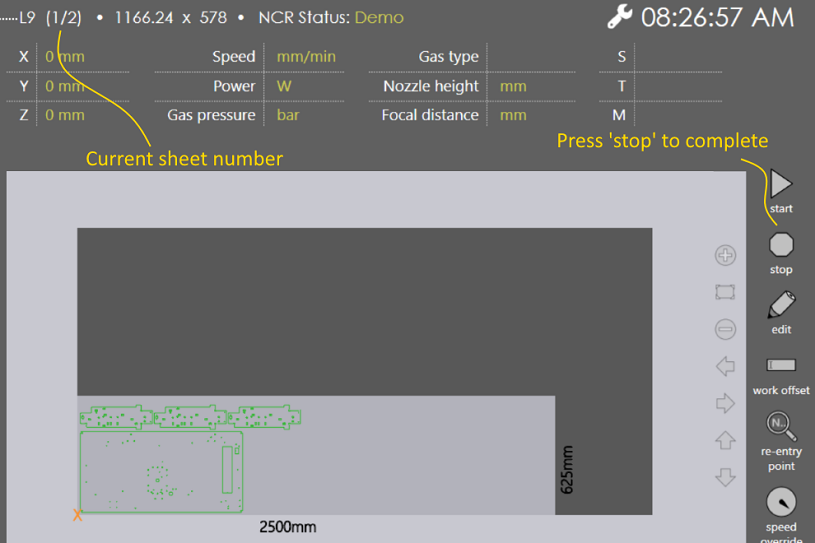 L9 (1/2) • 1166.24 x 578 • NCR Status: Demo
08:26:57 AM
X 0 mm Speed mm/min Gas type S
Y 0 mm Power W Nozzle height mm T
Z 0 mm Gas pressure bar Focal distance mm M
Current sheet number
Press 'stop' to complete
start
stop
edit
work offset
N..
re-entry
point
speed
override
X
625mm
2500mm